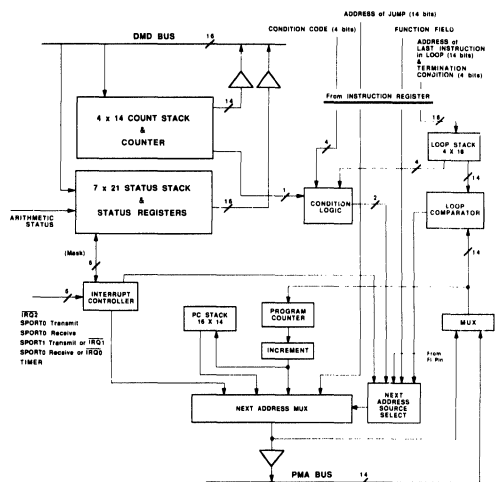 ADDRESS of JUMP (14 bits)
CONDITION CODE (4 bits)
FUNCTION FIELD
ADDRESS of
LAST INSTRUCTION
in LOOP (14 bits)
&
TERMINATION
CONDITION (4 bits)
DMD BUS
16
From INSTRUCTION REGISTER
14
18
4 x 14 COUNT STACK
&
COUNTER
4
LOOP STACK
4 X 18
4
14
7 x 21 STATUS STACK
&
STATUS REGISTERS
16
1
CONDITION
LOGIC
2
LOOP
COMPARATOR
ARITHMETIC
STATUS
(Mask)
6
14
6
INTERRUPT
CONTROLLER
IRQ2
SPORT0 Transmit
SPORT0 Receive
SPORT1 Transmit or IRQ1
SPORT0 Receive or IRQ0
TIMER
PC STACK
16 X 14
PROGRAM
COUNTER
MUX
INCREMENT
From
FI Pin
NEXT ADDRESS MUX
NEXT
ADDRESS
SOURCE
SELECT
PMA BUS
14